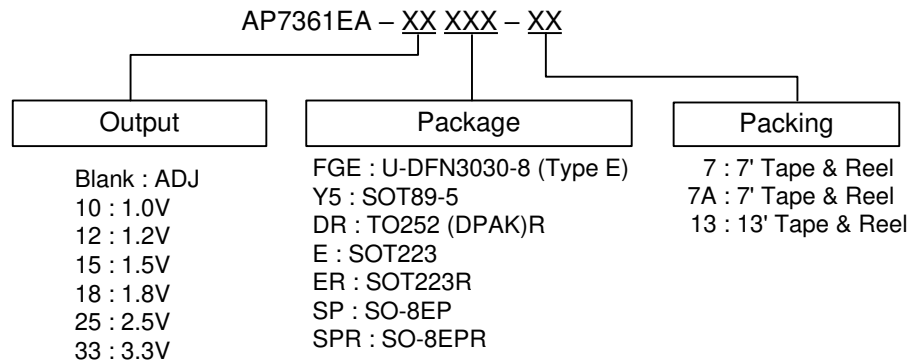 AP7361EA – XX XXX – XX
Output
Blank : ADJ
10 : 1.0V
12 : 1.2V
15 : 1.5V
18 : 1.8V
25 : 2.5V
33 : 3.3V
Package
FGE : U-DFN3030-8 (Type E)
Y5 : SOT89-5
DR : TO252 (DPAK)R
E : SOT223
ER : SOT223R
SP : SO-8EP
SPR : SO-8EPR
Packing
7 : 7' Tape & Reel
7A : 7' Tape & Reel
13 : 13' Tape & Reel